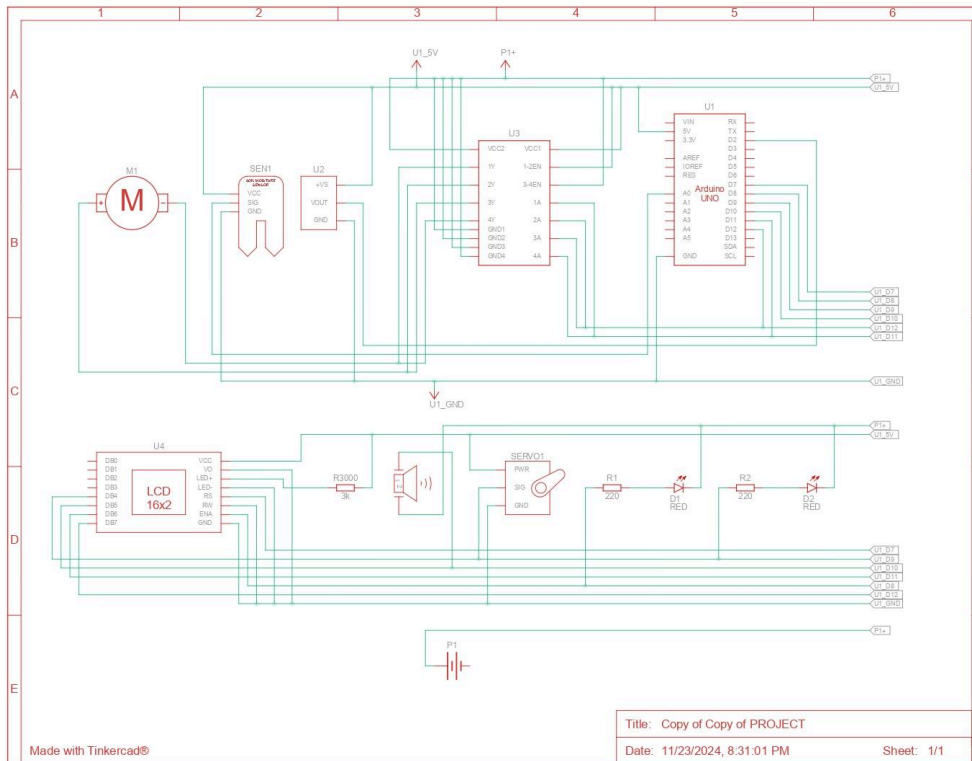 1 2 3 4 5 6
A
B
C
D
E
U1_5V
P1+
P1+
U1_5V
M1
M
+
-
SEN1
SOIL MOISTURE SENSOR
VCC
SIG
GND
U2
+VS
VOUT
GND
U3
VCC2 VCC1
1Y 1-2EN
2Y 3-4EN
3Y 1A
4Y 2A
GND1 3A
GND2
GND3 4A
GND4
U1
Arduino
UNO
VIN RX
5V TX
3.3V D2
D3
AREF D4
IOREF D5
RES D6
D7
A0 D8
A1 D9
A2 D10
A3 D11
A4 D12
A5 D13
SDA
GND SCL
U1_D7
U1_D8
U1_D9
U1_D10
U1_D12
U1_D11
U1_GND
U1_GND
P1+
U1_5V
U4
LCD
16x2
DB0 VCC
DB1 VO
DB2 LED+
DB3 LED-
DB4 RS
DB5 RW
DB6 ENA
DB7 GND
R3000
3k
1 2
SERVO1
PWR
SIG
GND
R1
220
D1
RED
R2
220
D2
RED
U1_D7
U1_D9
U1_D10
U1_D11
U1_D8
U1_D12
U1_GND
P1+
P1
Made with Tinkercad®
Title: Copy of Copy of PROJECT
Date: 11/23/2024, 8:31:01 PM Sheet: 1/1